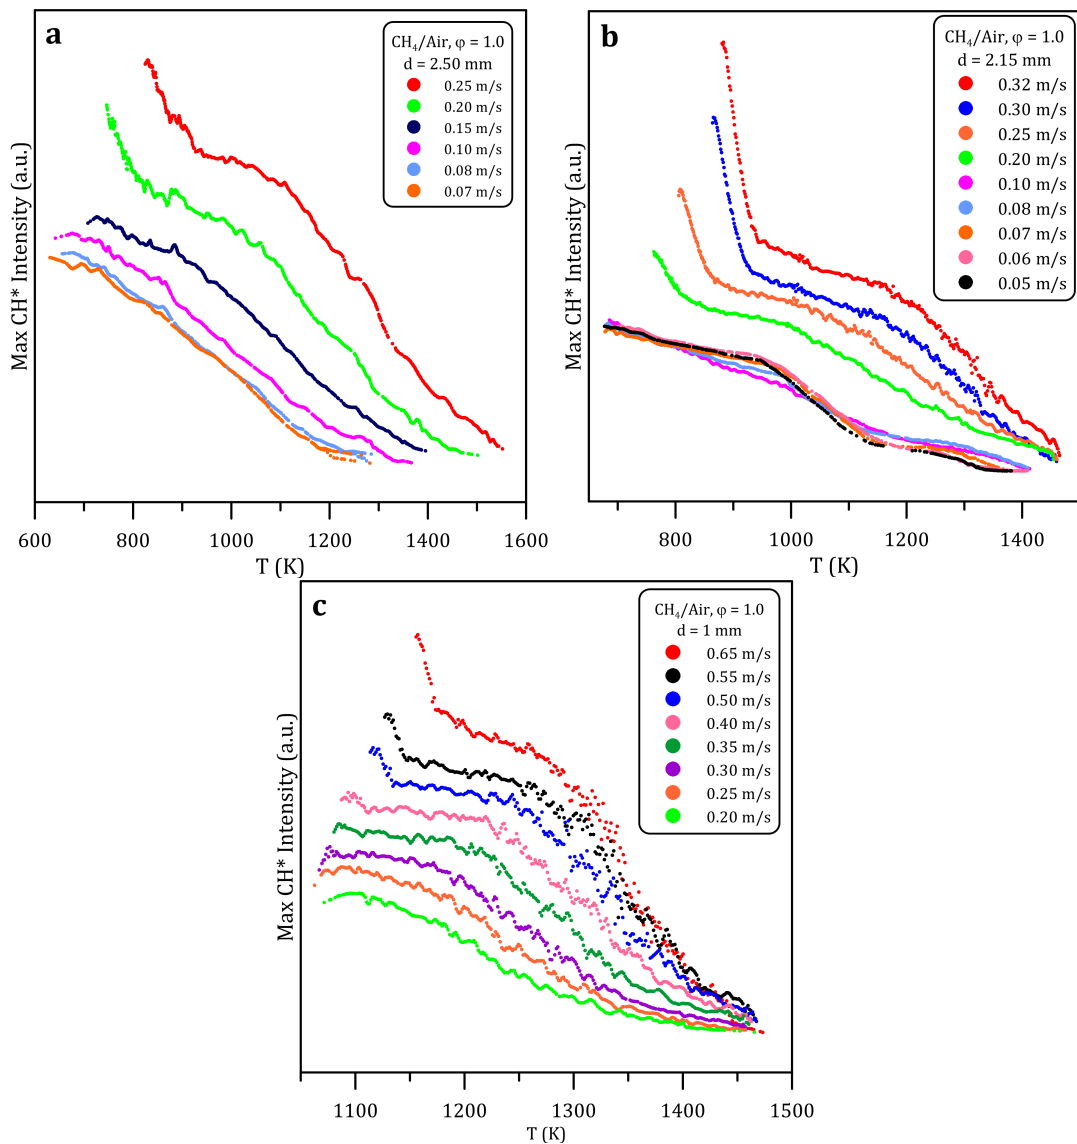 a
CH₄/Air, φ = 1.0
d = 2.50 mm
0.25 m/s
0.20 m/s
0.15 m/s
0.10 m/s
0.08 m/s
0.07 m/s
Max CH* Intensity (a.u.)
600 800 1000 1200 1400 1600
T (K)
b
CH₄/Air, φ = 1.0
d = 2.15 mm
0.32 m/s
0.30 m/s
0.25 m/s
0.20 m/s
0.10 m/s
0.08 m/s
0.07 m/s
0.06 m/s
0.05 m/s
Max CH* Intensity (a.u.)
800 1000 1200 1400
T (K)
c
CH₄/Air, φ = 1.0
d = 1 mm
0.65 m/s
0.55 m/s
0.50 m/s
0.40 m/s
0.35 m/s
0.30 m/s
0.25 m/s
0.20 m/s
Max CH* Intensity (a.u.)
1100 1200 1300 1400 1500
T (K)